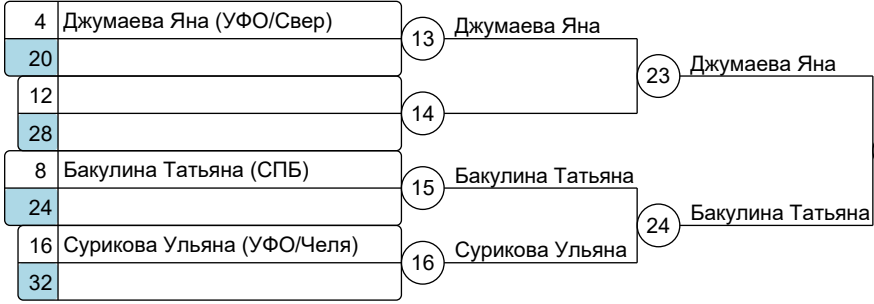 4 Джумаева Яна (УФО/Свер)
20
13 Джумаева Яна
12
28
14
23 Джумаева Яна
8 Бакулина Татьяна (СПБ)
24
15 Бакулина Татьяна
16 Сурикова Ульяна (УФО/Челя)
32
16 Сурикова Ульяна
24 Бакулина Татьяна